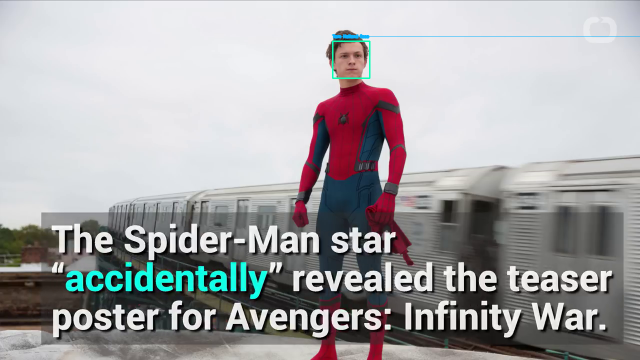 The Spider-Man star
“accidentally” revealed the teaser
poster for Avengers: Infinity War.